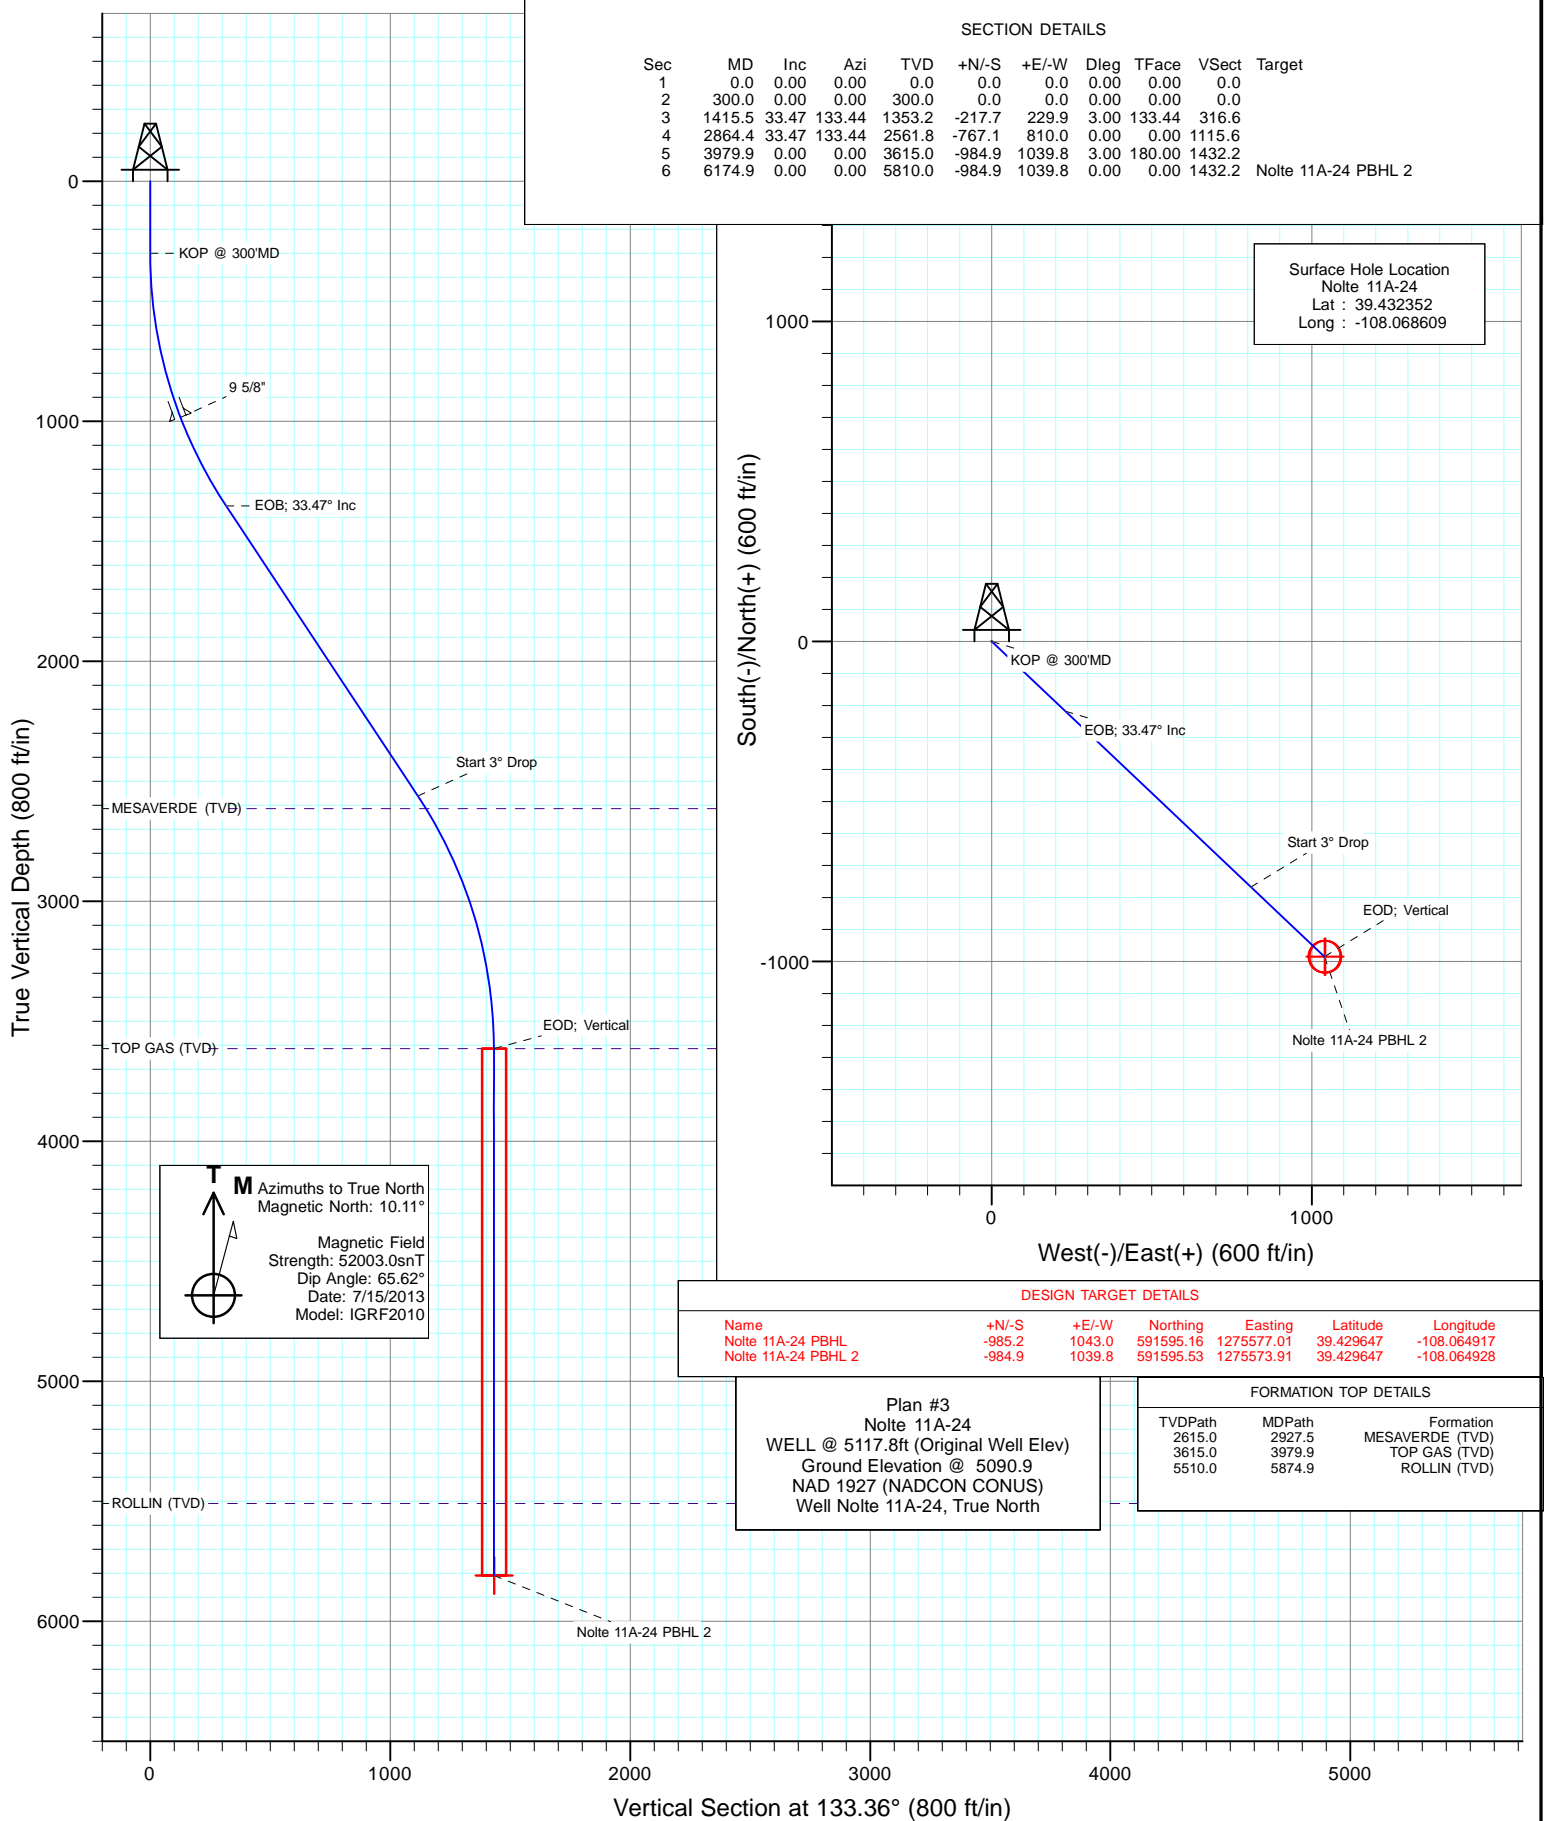 SECTION DETAILS
Sec MD Inc Azi TVD +N/-S +E/-W Dleg TFace VSect Target
1 0.0 0.00 0.00 0.0 0.0 0.0 0.00 0.00 0.0
2 300.0 0.00 0.00 300.0 0.0 0.0 0.00 0.00 0.0
3 1415.5 33.47 133.44 1353.2 -217.7 229.9 3.00 133.44 316.6
4 2864.4 33.47 133.44 2561.8 -767.1 810.0 0.00 0.00 1115.6
5 3979.9 0.00 0.00 3615.0 -984.9 1039.8 3.00 180.00 1432.2
6 6174.9 0.00 0.00 5810.0 -984.9 1039.8 0.00 0.00 1432.2 Nolte 11A-24 PBHL 2
True Vertical Depth (800 ft/in)
0
1000
2000
3000
4000
5000
6000
KOP @ 300'MD
9 5/8"
EOB; 33.47° Inc
Start 3° Drop
MESAVERDE (TVD)
EOD; Vertical
TOP GAS (TVD)
ROLLIN (TVD)
Nolte 11A-24 PBHL 2
0
1000
2000
3000
4000
5000
Vertical Section at 133.36° (800 ft/in)
T
M
Azimuths to True North
Magnetic North: 10.11°
Magnetic Field
Strength: 52003.0snT
Dip Angle: 65.62°
Date: 7/15/2013
Model: IGRF2010
Surface Hole Location
Nolte 11A-24
Lat : 39.432352
Long : -108.068609
South(-)/North(+) (600 ft/in)
1000
0
-1000
KOP @ 300'MD
EOB; 33.47° Inc
Start 3° Drop
EOD; Vertical
Nolte 11A-24 PBHL 2
0
1000
West(-)/East(+) (600 ft/in)
DESIGN TARGET DETAILS
Name +N/-S +E/-W Northing Easting Latitude Longitude
Nolte 11A-24 PBHL -985.2 1043.0 591595.16 1275577.01 39.429647 -108.064917
Nolte 11A-24 PBHL 2 -984.9 1039.8 591595.53 1275573.91 39.429647 -108.064928
Plan #3
Nolte 11A-24
WELL @ 5117.8ft (Original Well Elev)
Ground Elevation @ 5090.9
NAD 1927 (NADCON CONUS)
Well Nolte 11A-24, True North
FORMATION TOP DETAILS
TVDPath MDPath Formation
2615.0 2927.5 MESAVERDE (TVD)
3615.0 3979.9 TOP GAS (TVD)
5510.0 5874.9 ROLLIN (TVD)